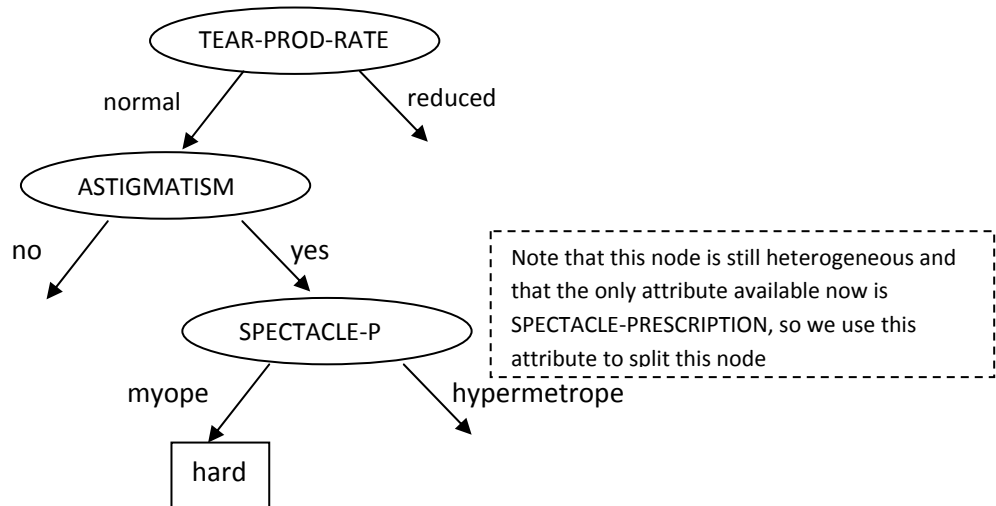 TEAR-PROD-RATE
normal
reduced
ASTIGMATISM
no
yes
Note that this node is still heterogeneous and
that the only attribute available now is
SPECTACLE-PRESCRIPTION, so we use this
attribute to split this node
SPECTACLE-P
myope
hypermetrope
hard